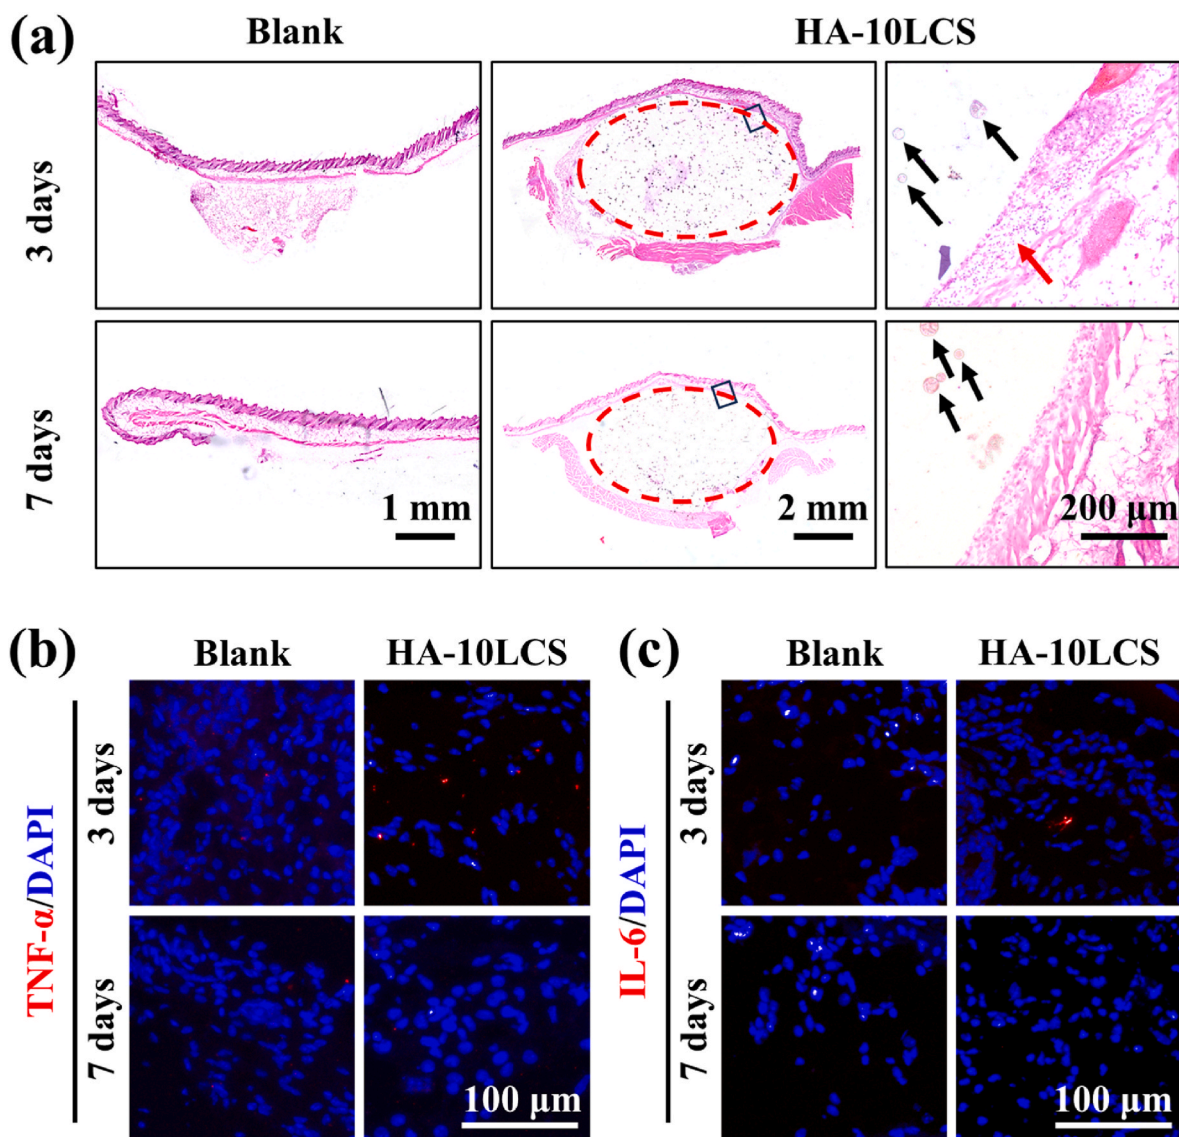 (a)
Blank
HA-10LCS
3 days
7 days
1 mm
2 mm
200 μm
(b)
Blank
HA-10LCS
TNF-α/DAPI
3 days
7 days
100 μm
(c)
Blank
HA-10LCS
IL-6/DAPI
3 days
7 days
100 μm